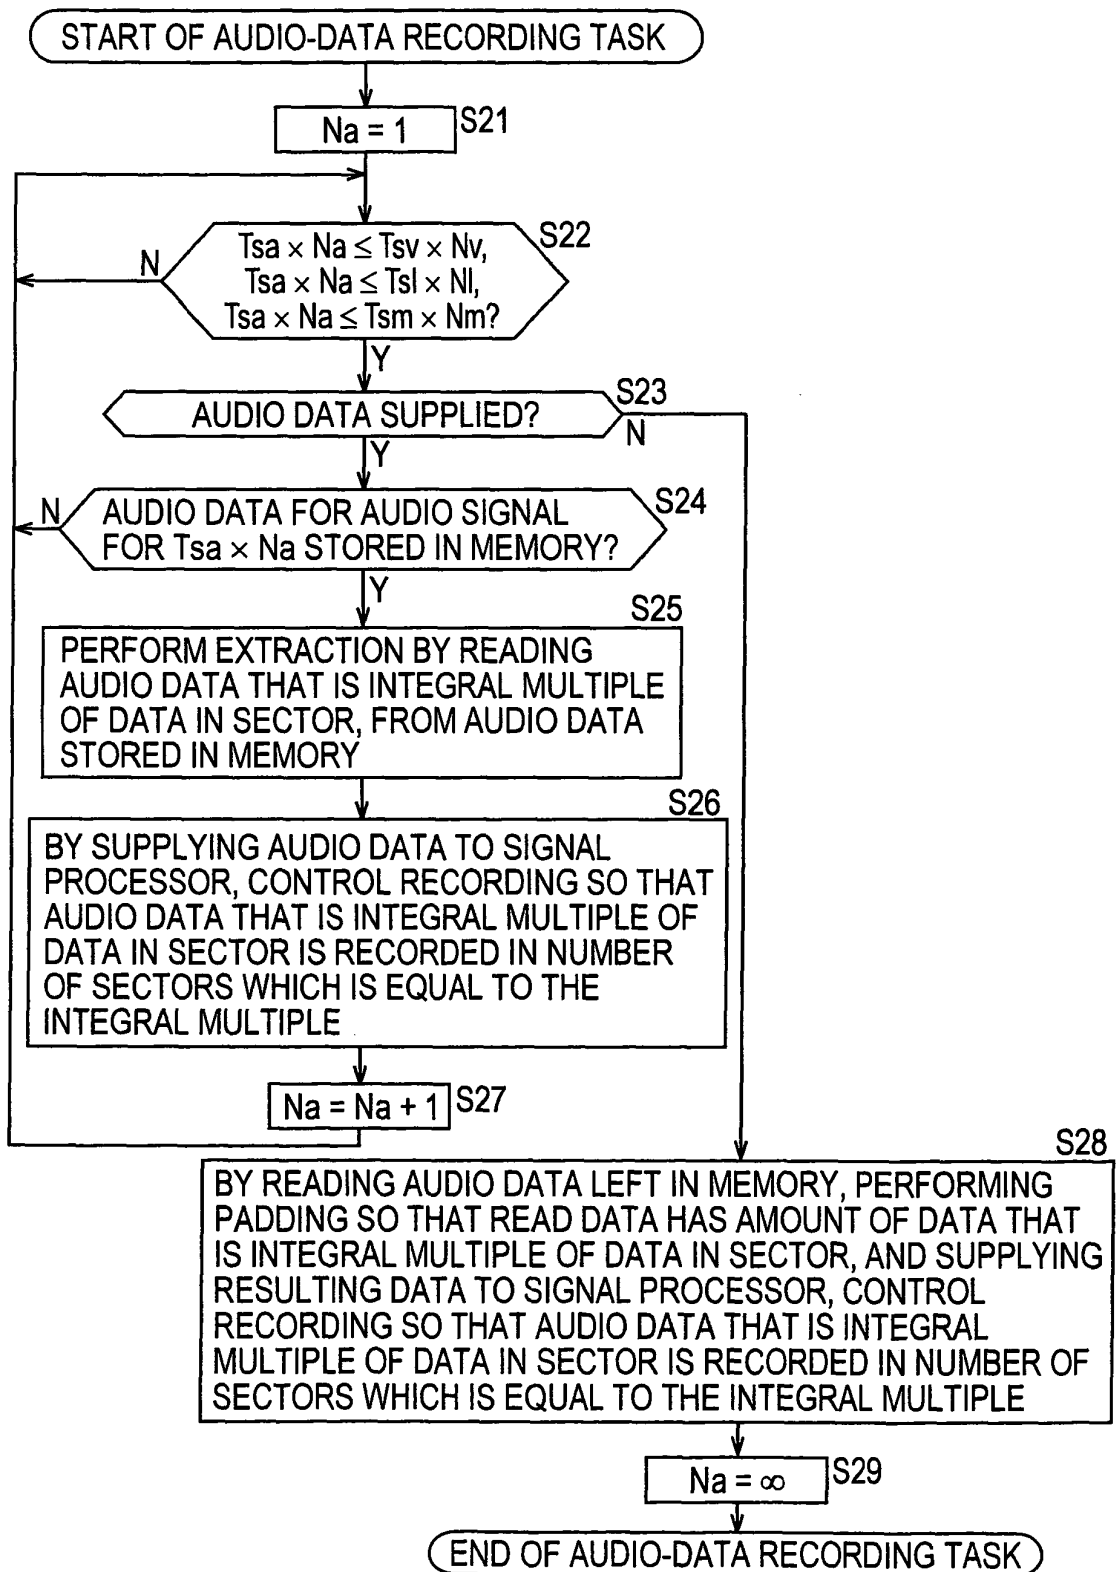 START OF AUDIO-DATA RECORDING TASK
Na = 1
S21
Tsa × Na ≤ Tsv × Nv,
Tsa × Na ≤ Tsl × Nl,
Tsa × Na ≤ Tsm × Nm?
S22
N
Y
AUDIO DATA SUPPLIED?
S23
N
Y
AUDIO DATA FOR AUDIO SIGNAL
FOR Tsa × Na STORED IN MEMORY?
S24
N
Y
S25
PERFORM EXTRACTION BY READING
AUDIO DATA THAT IS INTEGRAL MULTIPLE
OF DATA IN SECTOR, FROM AUDIO DATA
STORED IN MEMORY
S26
BY SUPPLYING AUDIO DATA TO SIGNAL
PROCESSOR, CONTROL RECORDING SO THAT
AUDIO DATA THAT IS INTEGRAL MULTIPLE OF
DATA IN SECTOR IS RECORDED IN NUMBER
OF SECTORS WHICH IS EQUAL TO THE
INTEGRAL MULTIPLE
Na = Na + 1
S27
S28
BY READING AUDIO DATA LEFT IN MEMORY, PERFORMING
PADDING SO THAT READ DATA HAS AMOUNT OF DATA THAT
IS INTEGRAL MULTIPLE OF DATA IN SECTOR, AND SUPPLYING
RESULTING DATA TO SIGNAL PROCESSOR, CONTROL
RECORDING SO THAT AUDIO DATA THAT IS INTEGRAL
MULTIPLE OF DATA IN SECTOR IS RECORDED IN NUMBER OF
SECTORS WHICH IS EQUAL TO THE INTEGRAL MULTIPLE
Na = ∞
S29
END OF AUDIO-DATA RECORDING TASK